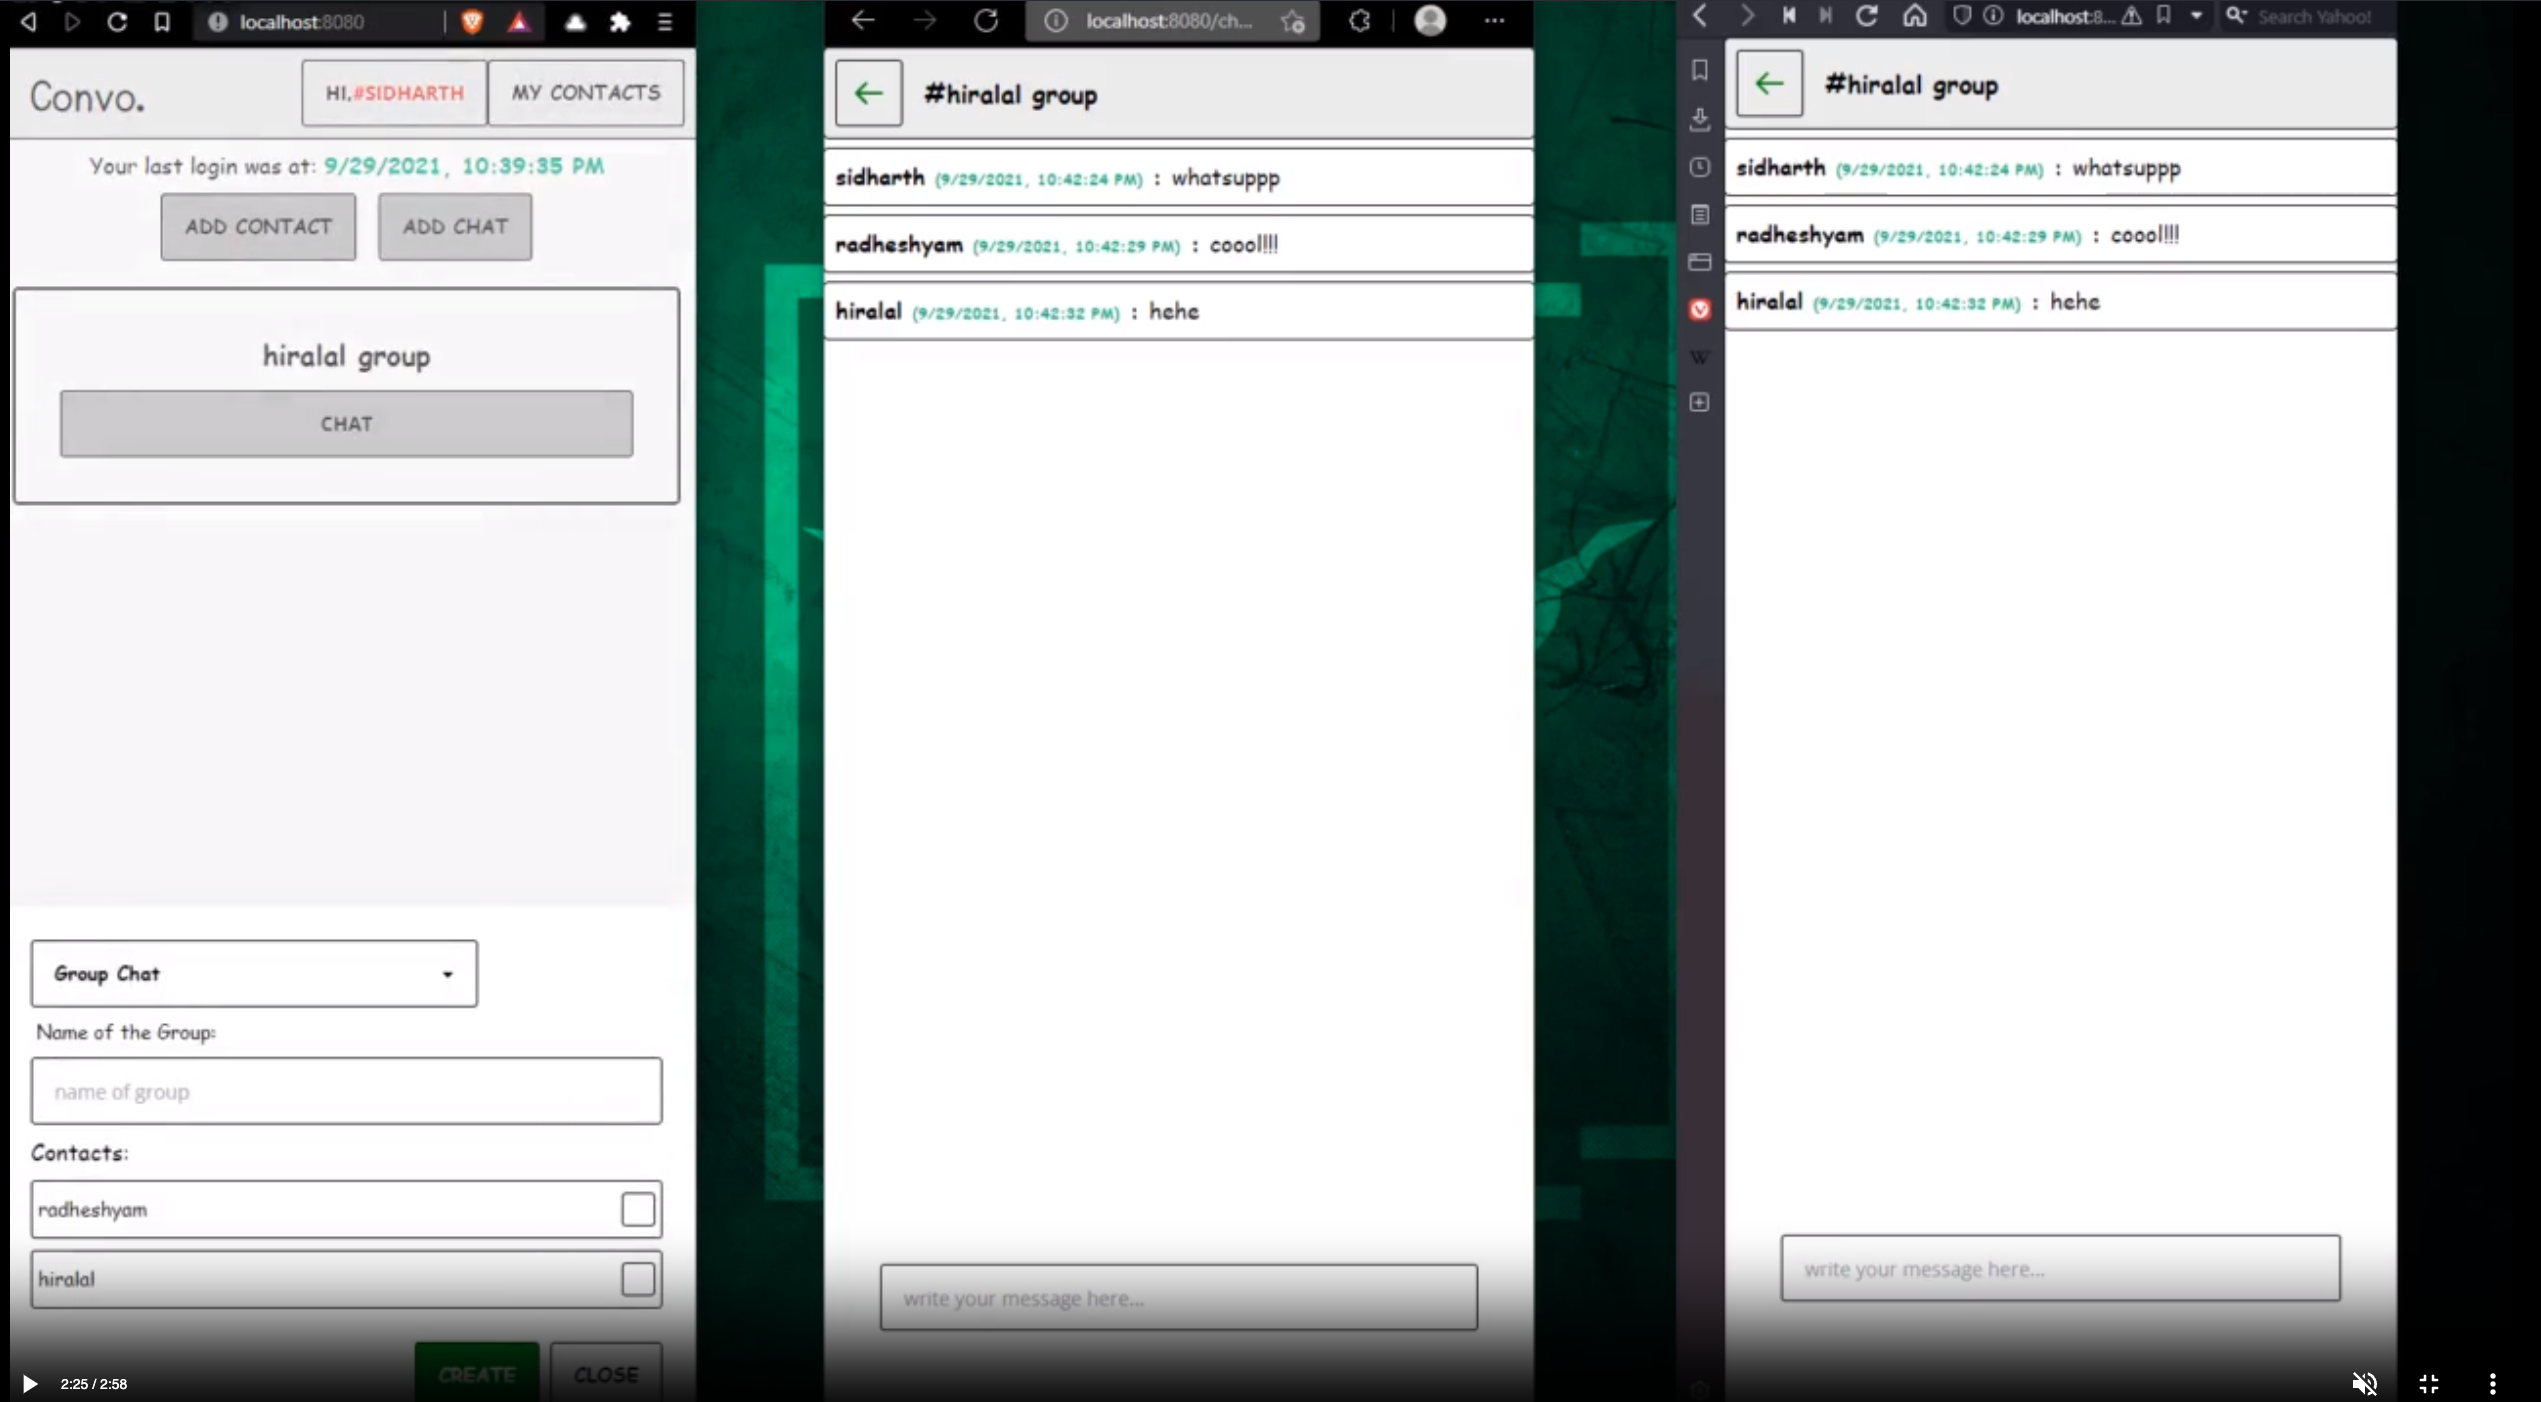 localhost:8080
Convo.
HI,#SIDHARTH
MY CONTACTS
Your last login was at: 9/29/2021, 10:39:35 PM
ADD CONTACT
ADD CHAT
hiralal group
CHAT
Group Chat
Name of the Group:
name of group
Contacts:
radheshyam
hiralal
CREATE
CLOSE
2:25 / 2:58
localhost:8080/ch...
#hiralal group
sidharth (9/29/2021, 10:42:24 PM) : whatsuppp
radheshyam (9/29/2021, 10:42:29 PM) : coool!!!
hiralal (9/29/2021, 10:42:32 PM) : hehe
write your message here...
localhost:8...
Search Yahoo!
#hiralal group
sidharth (9/29/2021, 10:42:24 PM) : whatsuppp
radheshyam (9/29/2021, 10:42:29 PM) : coool!!!
hiralal (9/29/2021, 10:42:32 PM) : hehe
W
write your message here...